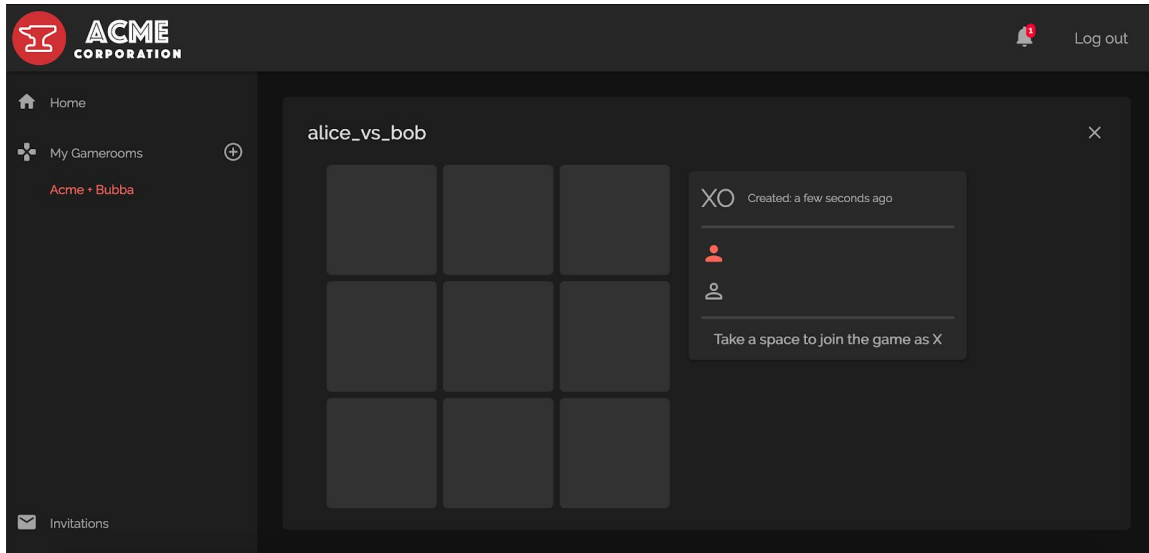 ACME
CORPORATION
1
Log out
Home
My Gamerooms
Acme + Bubba
Invitations
alice_vs_bob
XO Created: a few seconds ago
Take a space to join the game as X